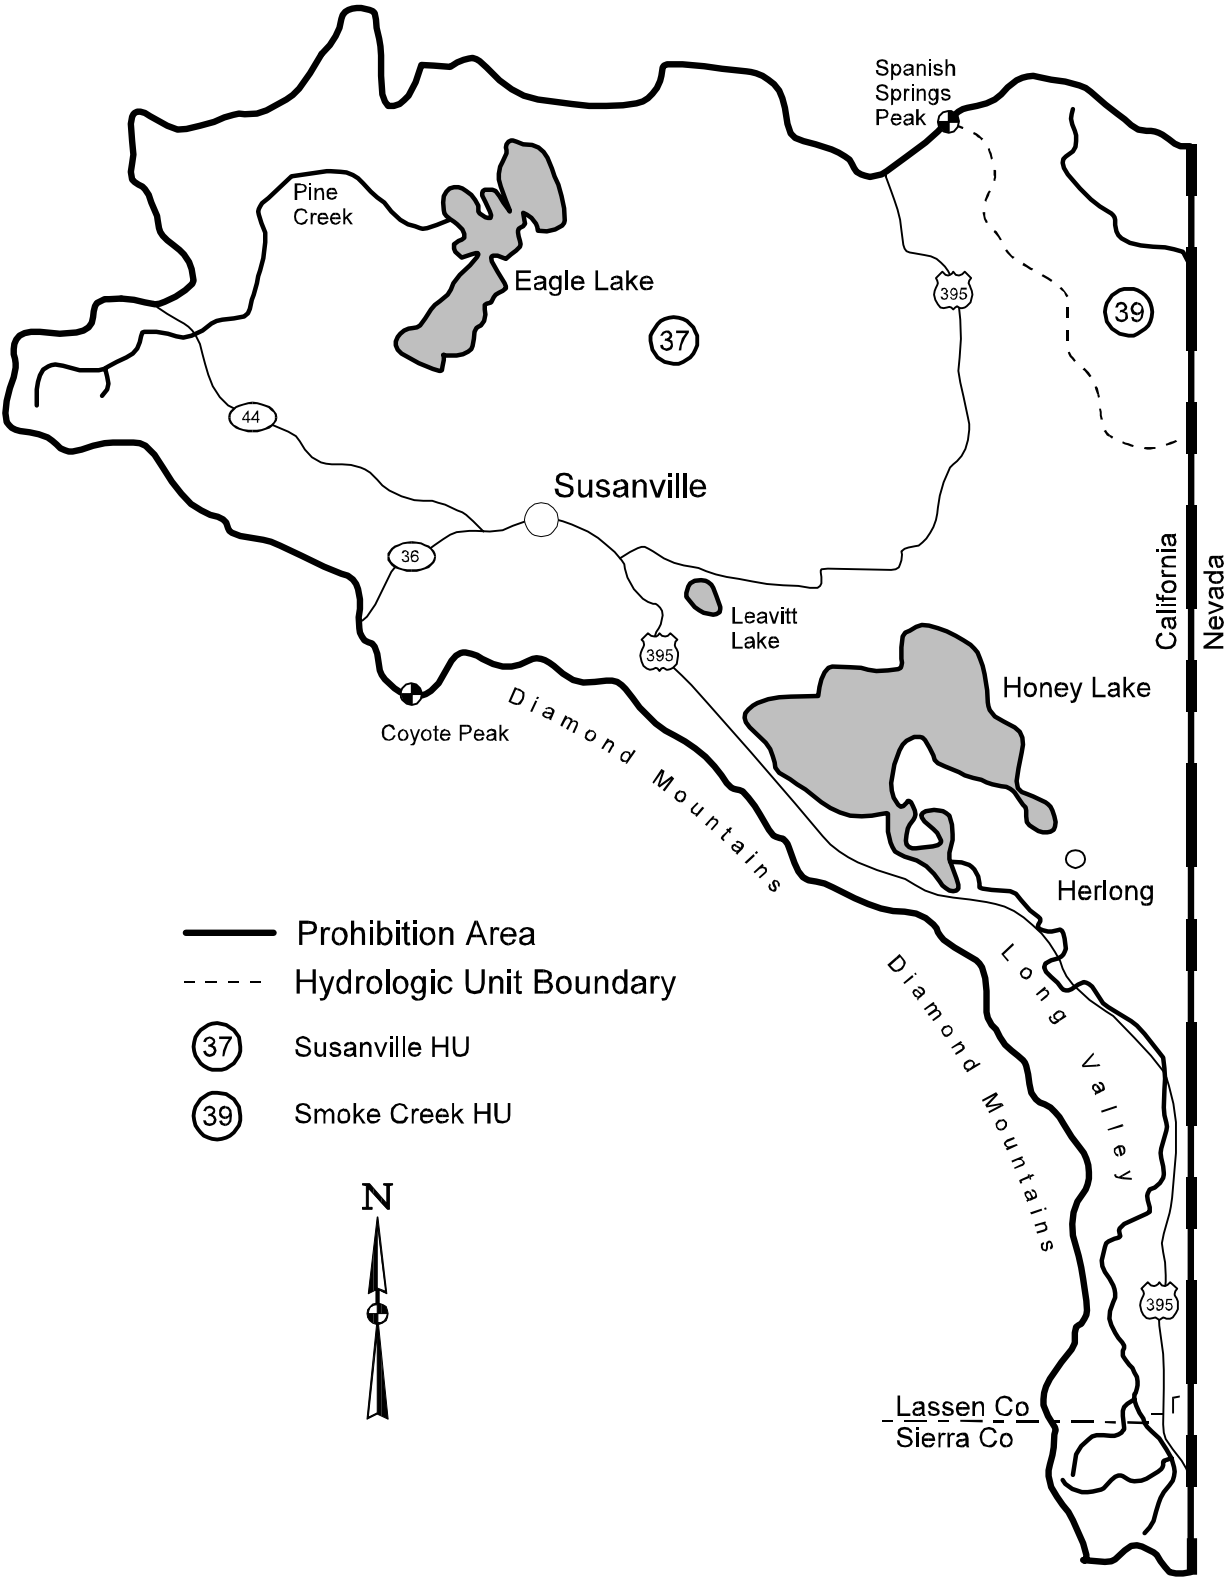 Spanish
Springs
Peak
Pine
Creek
Eagle Lake
395
39
37
44
Susanville
36
California
Nevada
Leavitt
Lake
395
Honey Lake
Diamond Mountains
Coyote Peak
Herlong
Prohibition Area
Hydrologic Unit Boundary
37 Susanville HU
39 Smoke Creek HU
Long Valley
Diamond Mountains
N
395
Lassen Co
Sierra Co